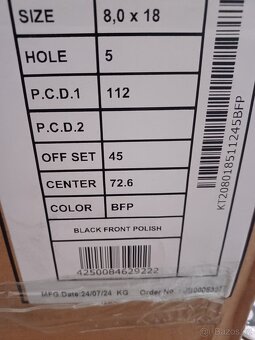 SIZE 8,0 x 18
HOLE 5
P.C.D.1 112
P.C.D.2
OFF SET 45
CENTER 72.6
COLOR BFP
BLACK FRONT POLISH
4250084629222
MFG Date:24/07/24 KG Order No.
KT208018511245BFP